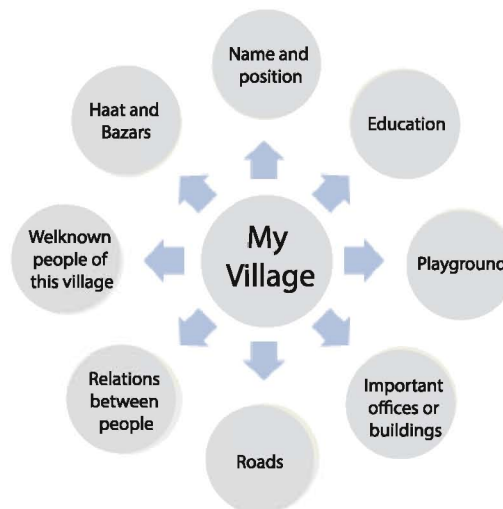 Name and
position
Education
Playground
Important
offices or
buildings
Roads
Relations
between
people
Welknown
people of
this village
Haat and
Bazars
My
Village